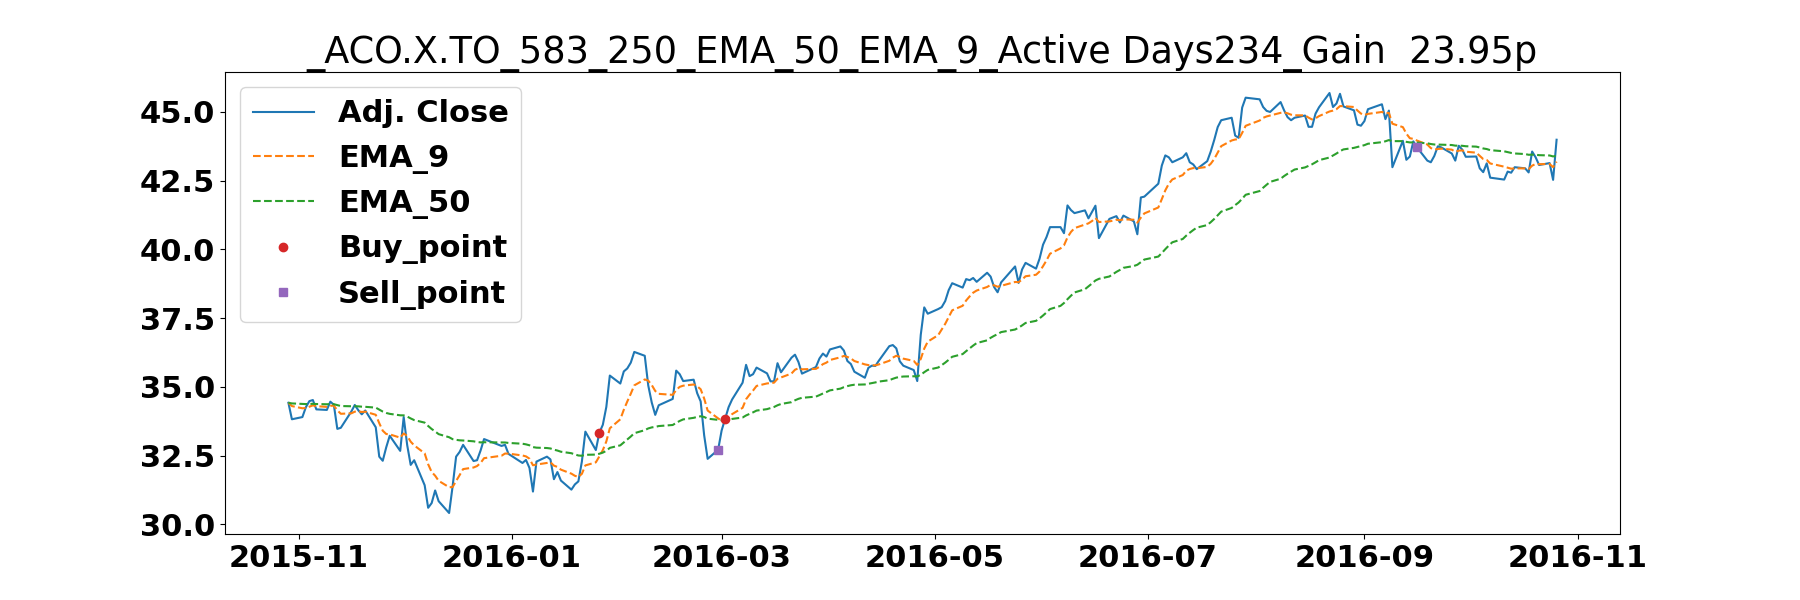 _ACO.X.TO_583_250_EMA_50_EMA_9_Active Days234_Gain  23.95p
45.0
42.5
40.0
37.5
35.0
32.5
30.0
Adj. Close
EMA_9
EMA_50
Buy_point
Sell_point
2015-11 2016-01 2016-03 2016-05 2016-07 2016-09 2016-11